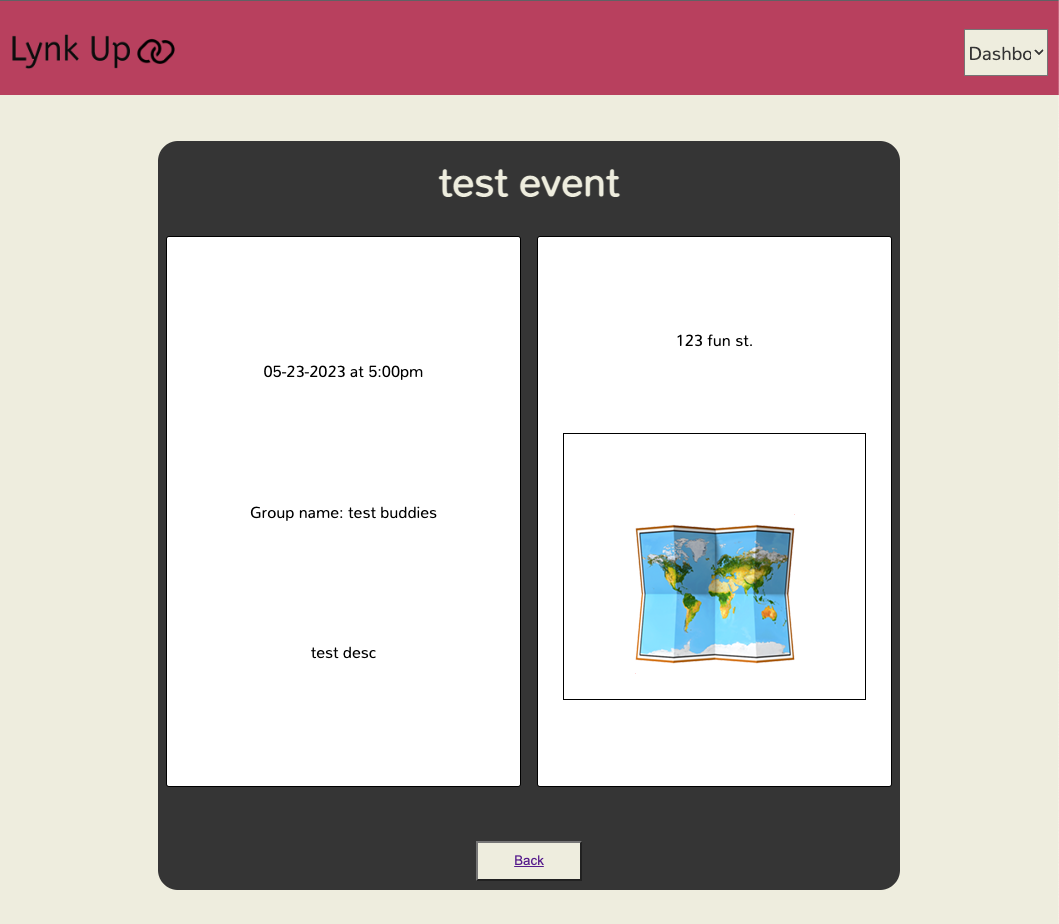 Lynk Up
Dashbo
test event
05-23-2023 at 5:00pm
Group name: test buddies
test desc
123 fun st.
Back